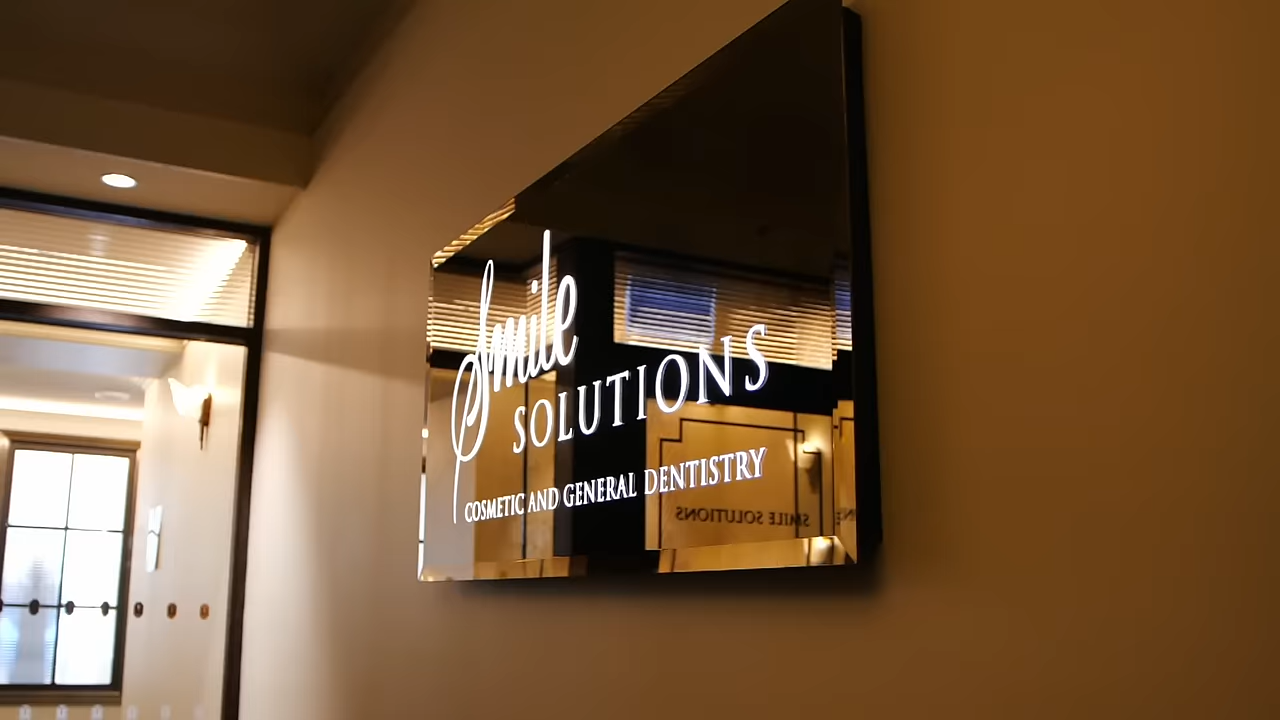 Smile
SOLUTIONS
COSMETIC AND GENERAL DENTISTRY
SMILE SOLUTIONS